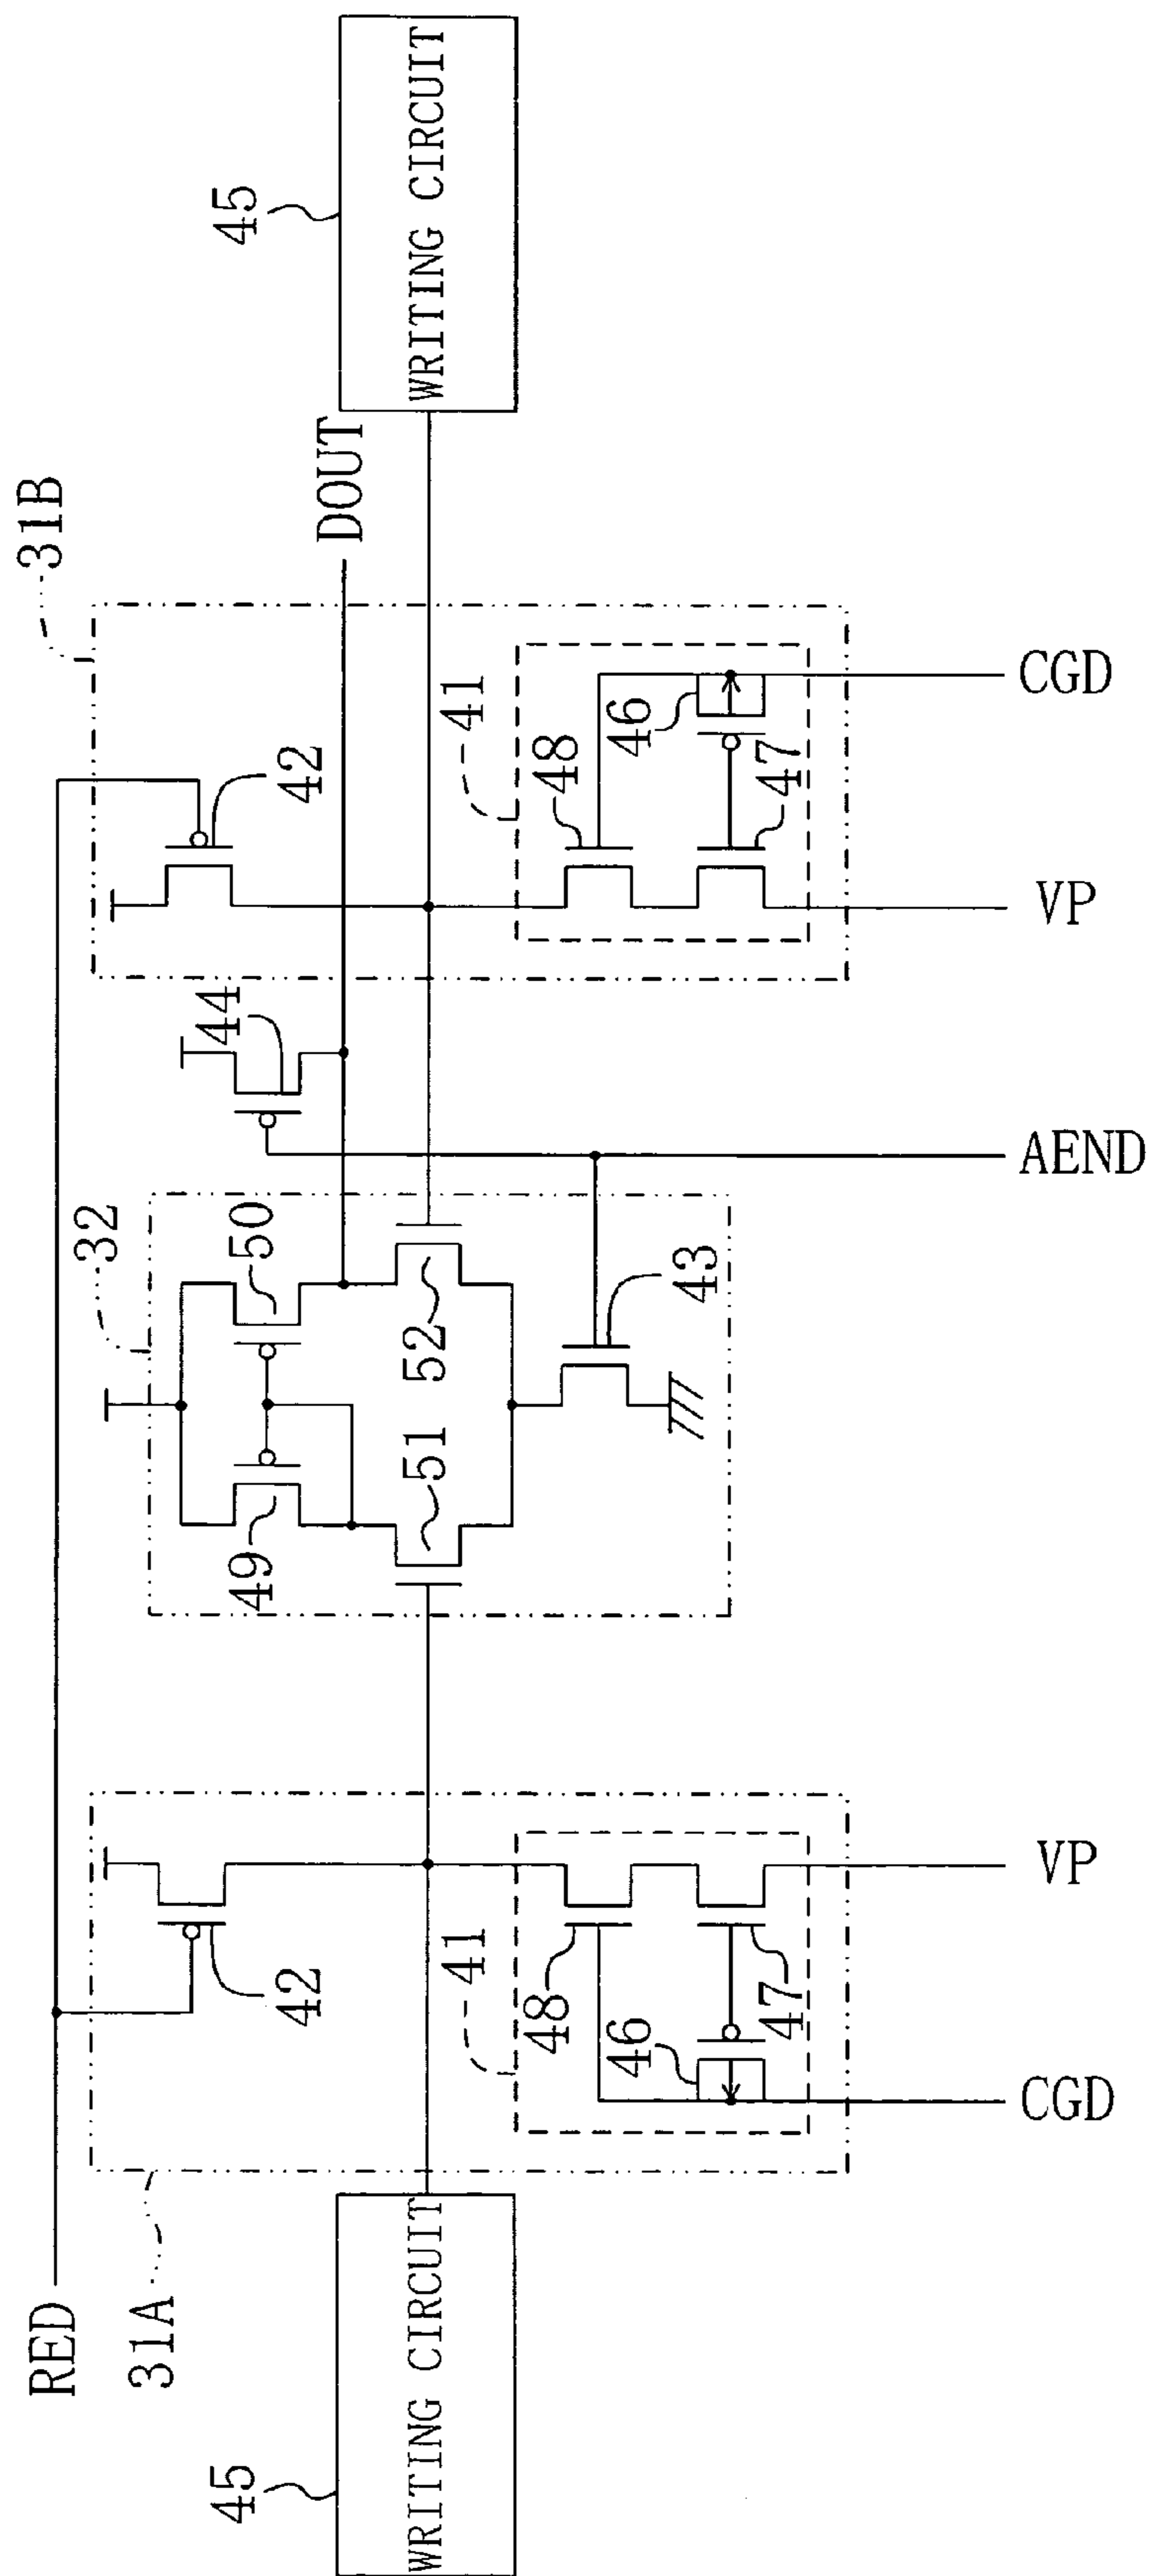 RED
31A
45
WRITING CIRCUIT
42
41
48
46
47
CGD
VP
32
49
50
51
52
43
44
AEND
31B
42
DOUT
41
48
46
47
CGD
VP
45
WRITING CIRCUIT